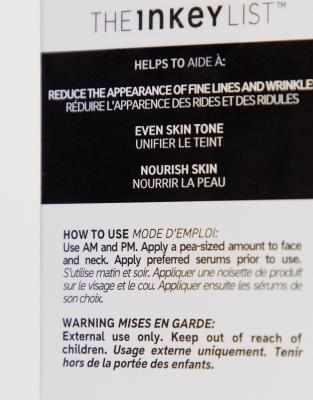 THE INKEY LIST™
HELPS TO AIDE À:
REDUCE THE APPEARANCE OF FINE LINES AND WRINKLES
RÉDUIRE L'APPARENCE DES RIDES ET DES RIDULES
EVEN SKIN TONE
UNIFIER LE TEINT
NOURISH SKIN
NOURRIR LA PEAU
HOW TO USE MODE D'EMPLOI:
Use AM and PM. Apply a pea-sized amount to face
and neck. Apply preferred serums prior to use.
S'utilise matin et soir. Appliquer une noisette de produit
sur le visage et le cou. Appliquer ensuite les sérums de
son choix.
WARNING MISES EN GARDE:
External use only. Keep out of reach of
children. Usage externe uniquement. Tenir
hors de la portée des enfants.